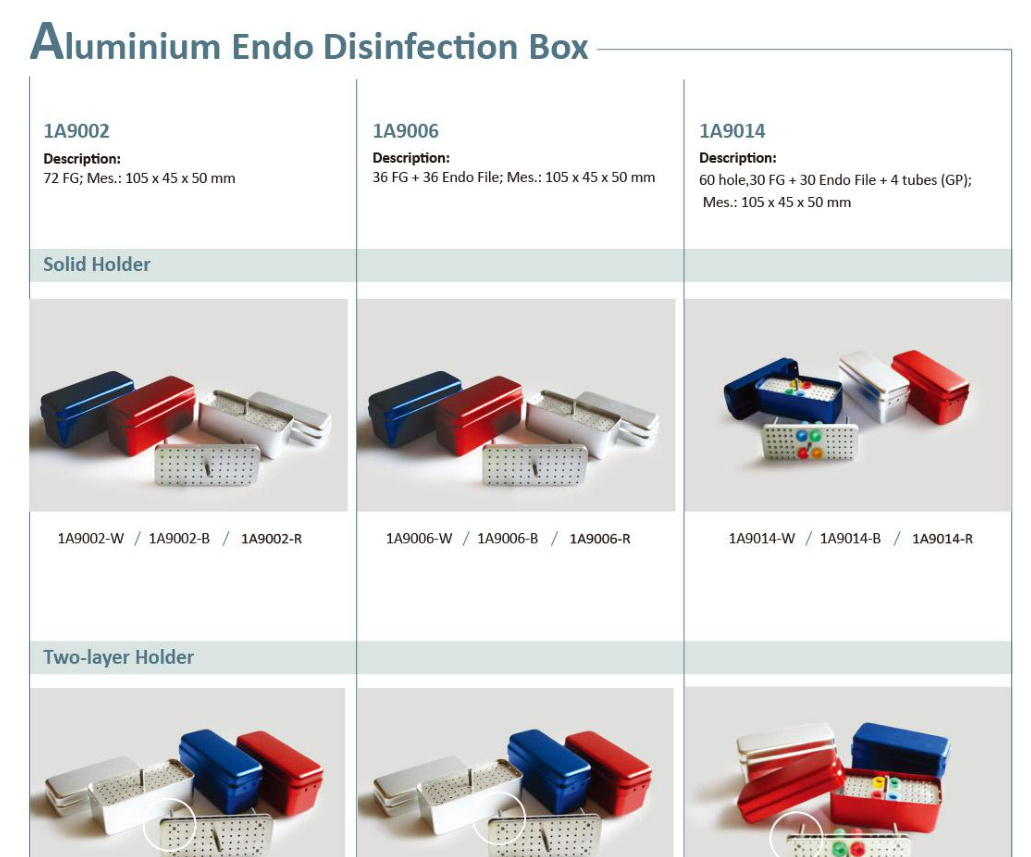 Aluminium Endo Disinfection Box
1A9002
Description:
72 FG; Mes.: 105 x 45 x 50 mm
1A9006
Description:
36 FG + 36 Endo File; Mes.: 105 x 45 x 50 mm
1A9014
Description:
60 hole,30 FG + 30 Endo File + 4 tubes (GP);
Mes.: 105 x 45 x 50 mm
Solid Holder
1A9002-W / 1A9002-B / 1A9002-R
1A9006-W / 1A9006-B / 1A9006-R
1A9014-W / 1A9014-B / 1A9014-R
Two-layer Holder